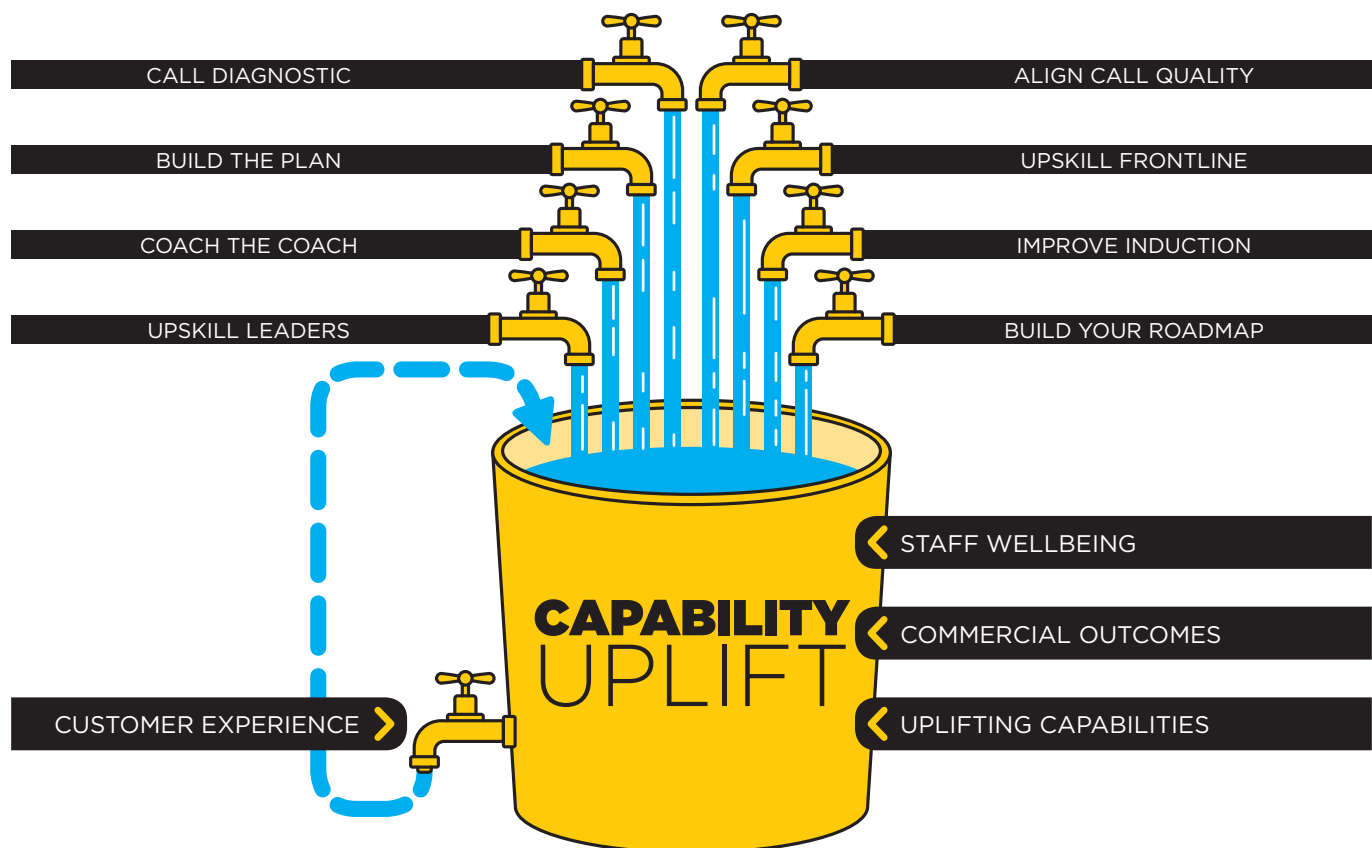 CALL DIAGNOSTIC
ALIGN CALL QUALITY
BUILD THE PLAN
UPSKILL FRONTLINE
COACH THE COACH
IMPROVE INDUCTION
UPSKILL LEADERS
BUILD YOUR ROADMAP
STAFF WELLBEING
CAPABILITY
UPLIFT
COMMERCIAL OUTCOMES
CUSTOMER EXPERIENCE
UPLIFTING CAPABILITIES